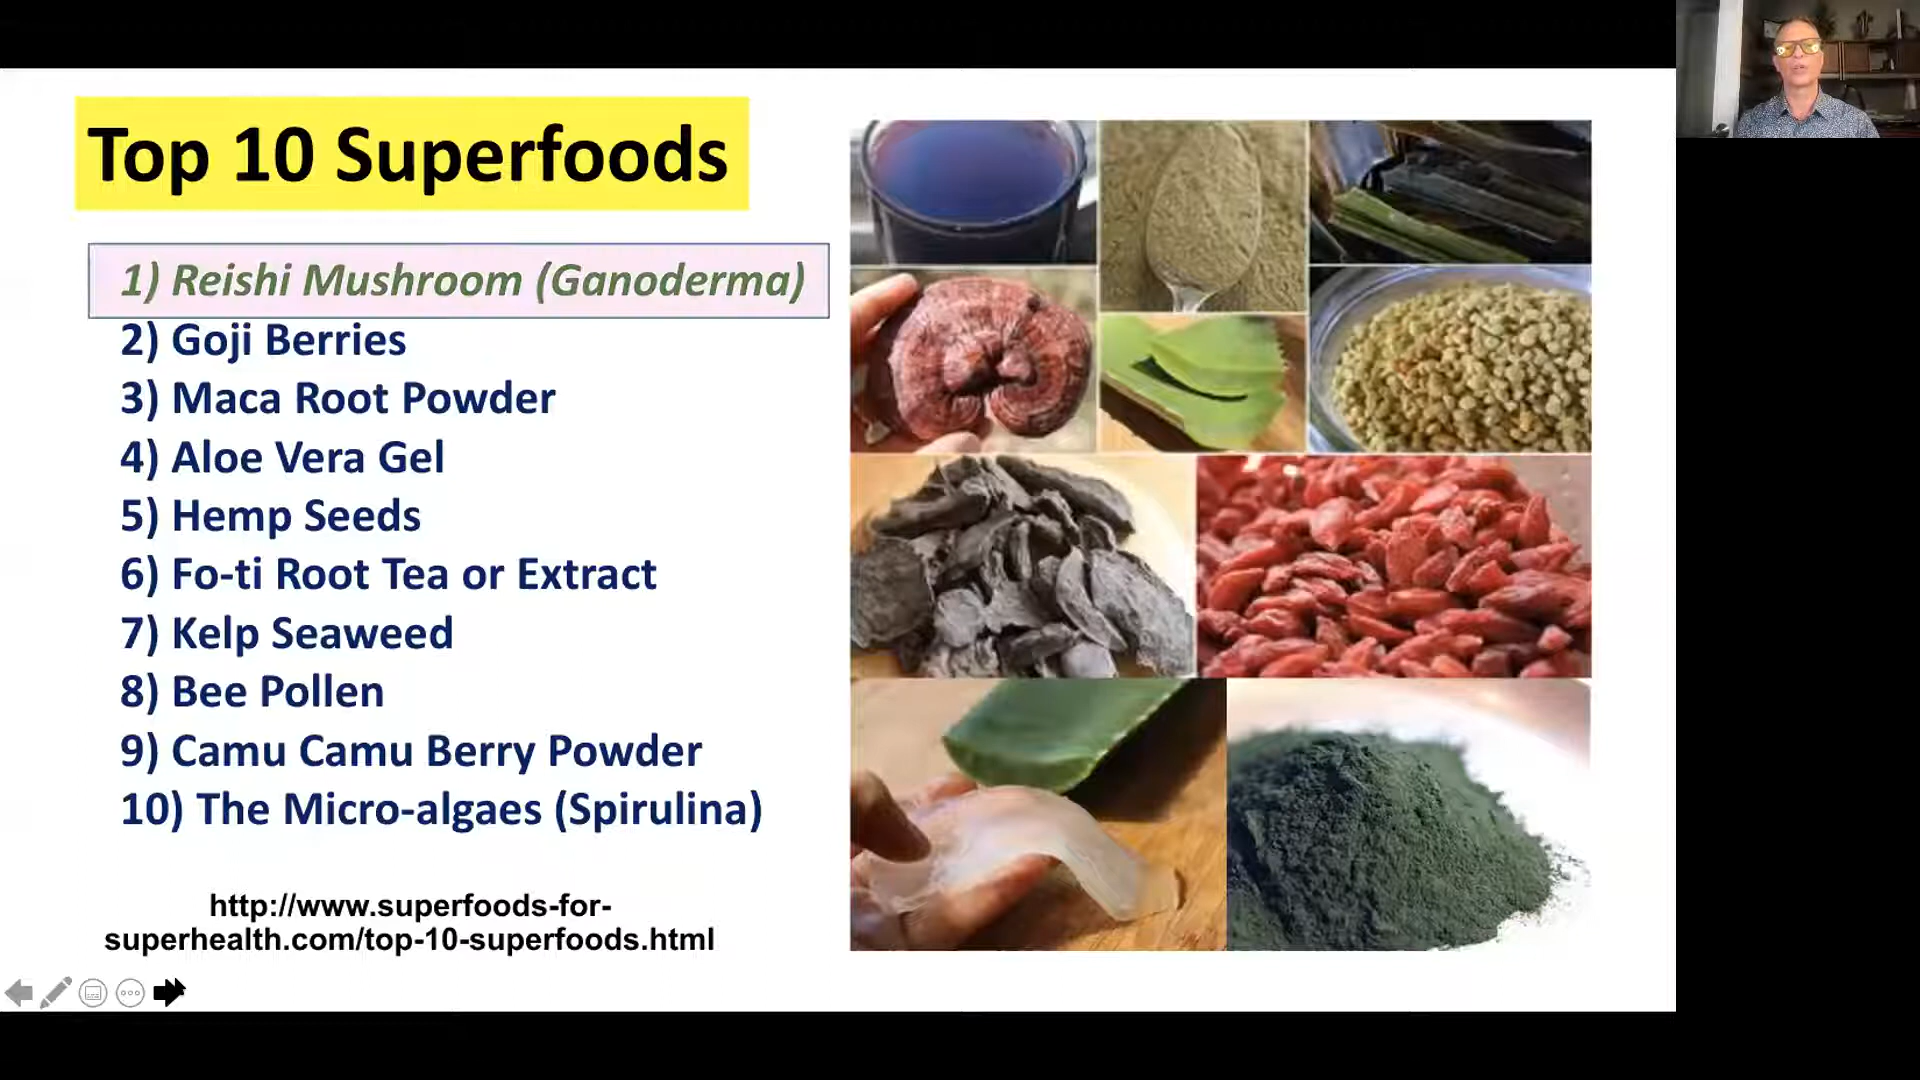 Top 10 Superfoods
1) Reishi Mushroom (Ganoderma)
2) Goji Berries
3) Maca Root Powder
4) Aloe Vera Gel
5) Hemp Seeds
6) Fo-ti Root Tea or Extract
7) Kelp Seaweed
8) Bee Pollen
9) Camu Camu Berry Powder
10) The Micro-algaes (Spirulina)
http://www.superfoods-for-
superhealth.com/top-10-superfoods.html